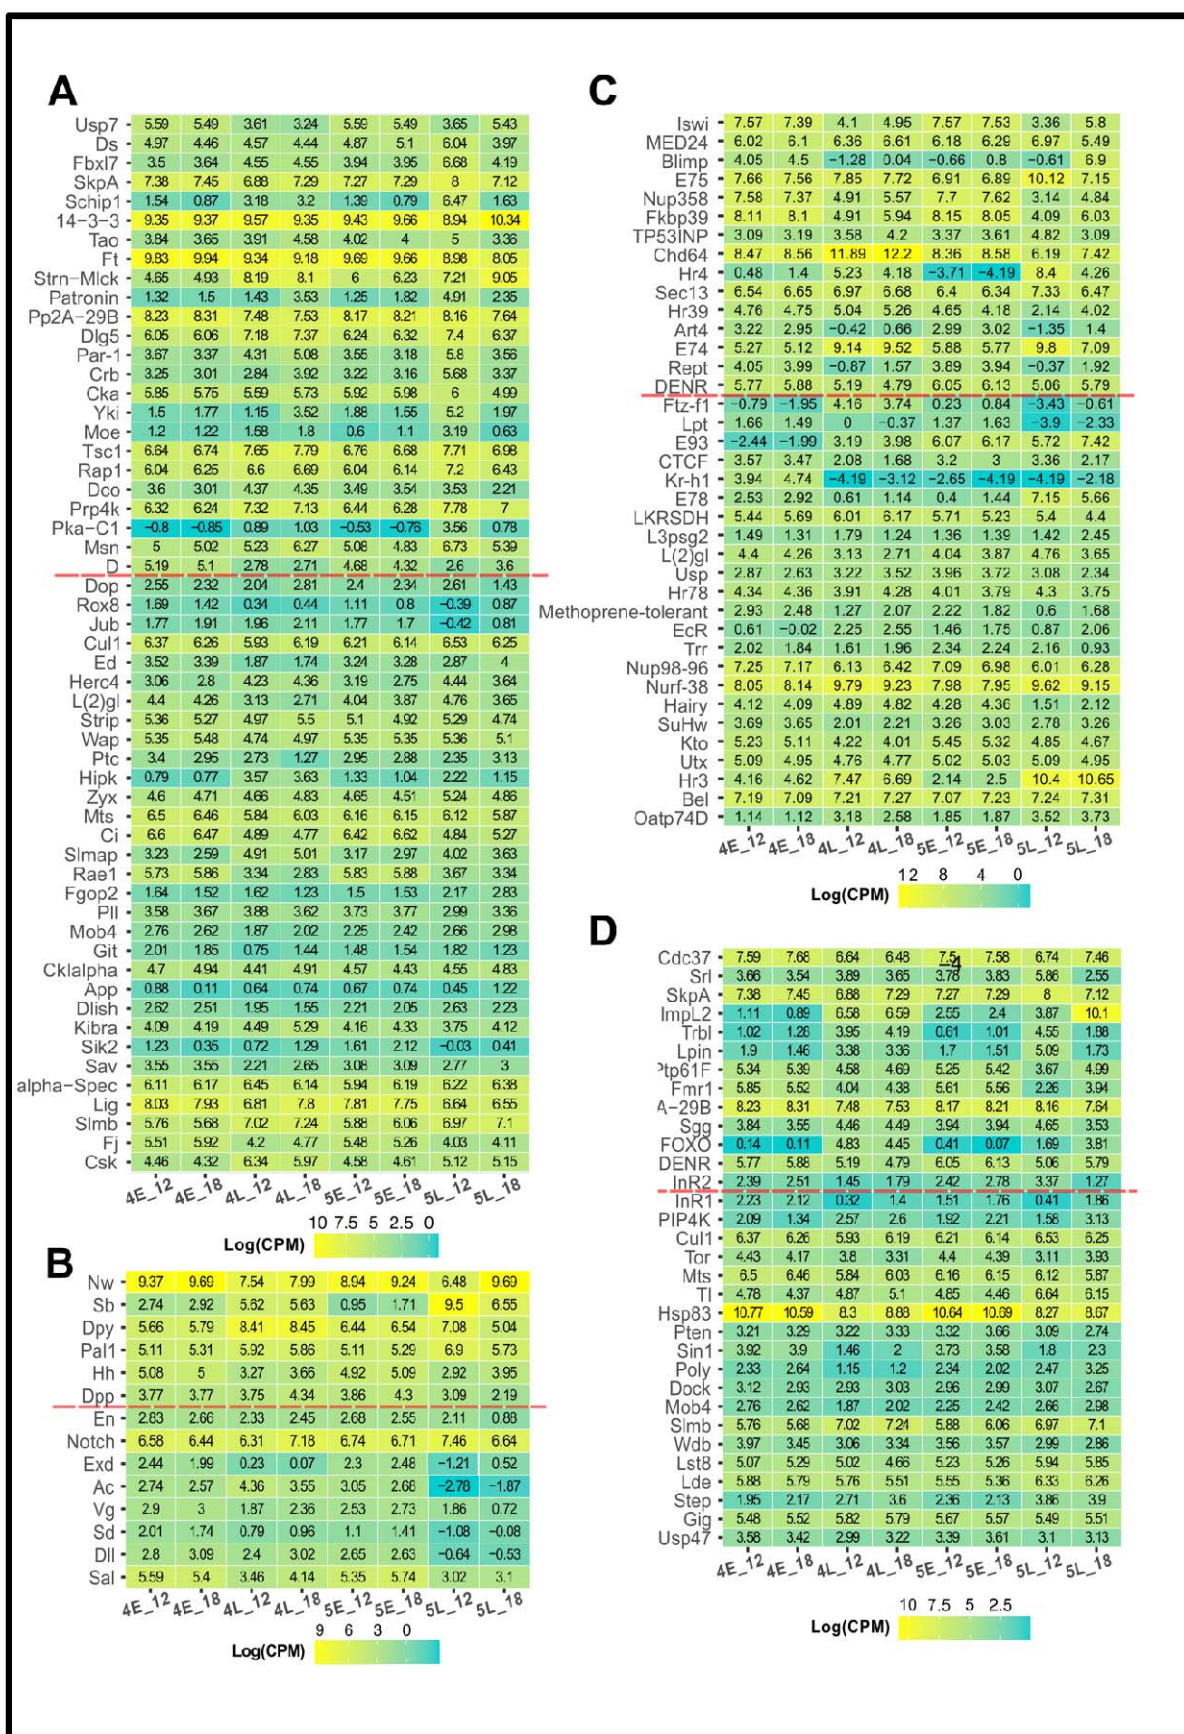 A
Usp7 5.59 5.49 3.61 3.24 5.59 5.49 3.65 5.43
Ds 4.97 4.46 4.57 4.44 4.87 5.1 6.04 3.97
Fbxl7 3.5 3.64 4.55 4.55 3.94 3.95 6.68 4.19
SkpA 7.38 7.45 6.88 7.29 7.27 7.29 8 7.12
Schip1 1.54 0.87 3.18 3.2 1.39 0.79 6.47 1.63
14-3-3 9.35 9.37 9.57 9.35 9.43 9.66 8.94 10.34
Tao 3.84 3.65 3.91 4.58 4.02 4 5 3.36
Ft 9.83 9.94 9.34 9.18 9.69 9.66 8.98 8.05
Strn-Mlck 4.65 4.93 8.19 8.1 6 6.23 7.21 9.05
Patronin 1.32 1.5 1.43 3.53 1.25 1.82 4.91 2.35
Pp2A-29B 8.23 8.31 7.48 7.53 8.17 8.21 8.16 7.64
Dlg5 6.05 6.06 7.18 7.37 6.24 6.32 7.4 6.37
Par-1 3.67 3.37 4.31 5.08 3.55 3.18 5.8 3.56
Crb 3.25 3.01 2.84 3.92 3.22 3.16 5.68 3.37
Cka 5.85 5.75 5.59 5.73 5.92 5.98 6 4.99
Yki 1.5 1.77 1.15 3.52 1.88 1.55 5.2 1.97
Moe 1.2 1.22 1.58 1.8 0.6 1.1 3.19 0.63
Tsc1 6.64 6.74 7.65 7.79 6.76 6.68 7.71 6.98
Rap1 6.04 6.25 6.6 6.69 6.04 6.14 7.2 6.43
Dco 3.6 3.01 4.37 4.35 3.49 3.54 3.53 2.21
Prp4k 6.32 6.24 7.32 7.13 6.44 6.28 7.78 7
Pka-C1 −0.8 −0.85 0.89 1.03 −0.53 −0.76 3.56 0.78
Msn 5 5.02 5.23 6.27 5.08 4.83 6.73 5.39
D 5.19 5.1 2.78 2.71 4.68 4.32 2.6 3.6
Dop 2.55 2.32 2.04 2.81 2.4 2.34 2.61 1.43
Rox8 1.69 1.42 0.34 0.44 1.11 0.8 −0.39 0.87
Jub 1.77 1.91 1.96 2.11 1.77 1.7 −0.42 0.81
Cul1 6.37 6.26 5.93 6.19 6.21 6.14 6.53 6.25
Ed 3.52 3.39 1.87 1.74 3.24 3.28 2.87 4
Herc4 3.06 2.8 4.23 4.36 3.19 2.75 4.44 3.64
L(2)gl 4.4 4.26 3.13 2.71 4.04 3.87 4.76 3.65
Strip 5.36 5.27 4.97 5.5 5.1 4.92 5.29 4.74
Wap 5.35 5.48 4.74 4.97 5.35 5.35 5.36 5.1
Ptc 3.4 2.95 2.73 1.27 2.95 2.88 2.35 3.13
Hipk 0.79 0.77 3.57 3.63 1.33 1.04 2.22 1.15
Zyx 4.6 4.71 4.66 4.83 4.65 4.51 5.24 4.86
Mts 6.5 6.46 5.84 6.03 6.16 6.15 6.12 5.87
Ci 6.6 6.47 4.89 4.77 6.42 6.62 4.84 5.27
Slmap 3.23 2.59 4.91 5.01 3.17 2.97 4.02 3.63
Rae1 5.73 5.86 3.34 2.83 5.83 5.88 3.67 3.34
Fgop2 1.64 1.52 1.62 1.23 1.5 1.53 2.17 2.83
Pll 3.58 3.67 3.88 3.62 3.73 3.77 2.99 3.36
Mob4 2.76 2.62 1.87 2.02 2.25 2.42 2.66 2.98
Git 2.01 1.85 0.75 1.44 1.48 1.54 1.82 1.23
CkIalpha 4.7 4.94 4.41 4.91 4.57 4.43 4.55 4.83
App 0.88 0.11 0.64 0.74 0.67 0.74 0.45 1.22
Dlish 2.62 2.51 1.95 1.55 2.21 2.05 2.63 2.23
Kibra 4.09 4.19 4.49 5.29 4.16 4.33 3.75 4.12
Sik2 1.23 0.35 0.72 1.29 1.61 2.12 −0.03 0.41
Sav 3.55 3.55 2.21 2.65 3.08 3.09 2.77 3
alpha-Spec 6.11 6.17 6.45 6.14 5.94 6.19 6.22 6.38
Lig 8.03 7.93 6.81 7.8 7.81 7.75 6.64 6.55
Slmb 5.76 5.68 7.02 7.24 5.88 6.06 6.97 7.1
Fj 5.51 5.92 4.2 4.77 5.48 5.26 4.03 4.11
Csk 4.46 4.32 6.34 5.97 4.58 4.61 5.12 5.15
4E_12 4E_18 4L_12 4L_18 5E_12 5E_18 5L_12 5L_18
10 7.5 5 2.5 0
Log(CPM)
B
Nw 9.37 9.69 7.54 7.99 8.94 9.24 6.48 9.69
Sb 2.74 2.92 5.62 5.63 0.95 1.71 9.5 6.55
Dpy 5.66 5.79 8.41 8.45 6.44 6.54 7.08 5.04
Pal1 5.11 5.31 5.92 5.86 5.11 5.29 6.9 5.73
Hh 5.08 5 3.27 3.66 4.92 5.09 2.92 3.95
Dpp 3.77 3.77 3.75 4.34 3.86 4.3 3.09 2.19
En 2.83 2.66 2.33 2.45 2.68 2.55 2.11 0.88
Notch 6.58 6.44 6.31 7.18 6.74 6.71 7.46 6.64
Exd 2.44 1.99 0.23 0.07 2.3 2.48 −1.21 0.52
Ac 2.74 2.57 4.36 3.55 3.05 2.68 −2.78 −1.87
Vg 2.9 3 1.87 2.36 2.53 2.73 1.86 0.72
Sd 2.01 1.74 0.79 0.96 1.1 1.41 −1.08 −0.08
Dll 2.8 3.09 2.4 3.02 2.65 2.63 −0.64 −0.53
Sal 5.59 5.4 3.46 4.14 5.35 5.74 3.02 3.1
4E_12 4E_18 4L_12 4L_18 5E_12 5E_18 5L_12 5L_18
9 6 3 0
Log(CPM)
C
Iswi 7.57 7.39 4.1 4.95 7.57 7.53 3.36 5.8
MED24 6.02 6.1 6.36 6.61 6.18 6.29 6.97 5.49
Blimp 4.05 4.5 −1.28 0.04 −0.66 0.8 −0.61 6.9
E75 7.66 7.56 7.85 7.72 6.91 6.89 10.12 7.15
Nup358 7.58 7.37 4.91 5.57 7.7 7.62 3.14 4.84
Fkbp39 8.11 8.1 4.91 5.94 8.15 8.05 4.09 6.03
TP53INP 3.09 3.19 3.58 4.2 3.37 3.61 4.82 3.09
Chd64 8.47 8.56 11.89 12.2 8.36 8.58 6.19 7.42
Hr4 0.48 1.4 5.23 4.18 −3.71 −4.19 8.4 4.26
Sec13 6.54 6.65 6.97 6.68 6.4 6.34 7.33 6.47
Hr39 4.76 4.75 5.04 5.26 4.65 4.18 2.14 4.02
Art4 3.22 2.95 −0.42 0.66 2.99 3.02 −1.35 1.4
E74 5.27 5.12 9.14 9.52 5.88 5.77 9.8 7.09
Rept 4.05 3.99 −0.87 1.57 3.89 3.94 −0.37 1.92
DENR 5.77 5.88 5.19 4.79 6.05 6.13 5.06 5.79
Ftz-f1 −0.79 −1.95 4.16 3.74 0.23 0.84 −3.43 −0.61
Lpt 1.66 1.49 0 −0.37 1.37 1.63 −3.9 −2.33
E93 −2.44 −1.99 3.19 3.98 6.07 6.17 5.72 7.42
CTCF 3.57 3.47 2.08 1.68 3.2 3 3.36 2.17
Kr-h1 3.94 4.74 −4.19 −3.12 −2.65 −4.19 −4.19 −2.18
E78 2.53 2.92 0.61 1.14 0.4 1.44 7.15 5.66
LKRSDH 5.44 5.69 6.01 6.17 5.71 5.23 5.4 4.4
L3psg2 1.49 1.31 1.79 1.24 1.36 1.39 1.42 2.45
L(2)gl 4.4 4.26 3.13 2.71 4.04 3.87 4.76 3.65
Usp 2.87 2.63 3.22 3.52 3.96 3.72 3.08 2.34
Hr78 4.34 4.36 3.91 4.28 4.01 3.79 4.3 3.75
Methoprene-tolerant 2.93 2.48 1.27 2.07 2.22 1.82 0.6 1.68
EcR 0.61 −0.02 2.25 2.55 1.46 1.75 0.87 2.06
Trr 2.02 1.84 1.61 1.96 2.34 2.24 2.16 0.93
Nup98-96 7.25 7.17 6.13 6.42 7.09 6.98 6.01 6.28
Nurf-38 8.05 8.14 9.79 9.23 7.98 7.95 9.62 9.15
Hairy 4.12 4.09 4.89 4.82 4.28 4.36 1.51 2.12
SuHw 3.69 3.65 2.01 2.21 3.26 3.03 2.78 3.26
Kto 5.23 5.11 4.22 4.01 5.45 5.32 4.85 4.67
Utx 5.09 4.95 4.76 4.77 5.02 5.03 5.09 4.95
Hr3 4.16 4.62 7.47 6.69 2.14 2.5 10.4 10.65
Bel 7.19 7.09 7.21 7.27 7.07 7.23 7.24 7.31
Oatp74D 1.14 1.12 3.18 2.58 1.85 1.87 3.52 3.73
4E_12 4E_18 4L_12 4L_18 5E_12 5E_18 5L_12 5L_18
12 8 4 0
Log(CPM)
D
Cdc37 7.59 7.68 6.64 6.48 7.5 7.58 6.74 7.46
−4
Srl 3.66 3.54 3.89 3.65 3.78 3.83 5.86 2.55
SkpA 7.38 7.45 6.88 7.29 7.27 7.29 8 7.12
ImpL2 1.11 0.89 6.58 6.59 2.55 2.4 3.87 10.1
Trbl 1.02 1.26 3.95 4.19 0.61 1.01 4.55 1.88
Lpin 1.9 1.46 3.38 3.36 1.7 1.51 5.09 1.73
Ptp61F 5.34 5.39 4.58 4.69 5.25 5.42 3.67 4.99
Fmr1 5.85 5.52 4.04 4.38 5.61 5.56 2.26 3.94
A-29B 8.23 8.31 7.48 7.53 8.17 8.21 8.16 7.64
Sgg 3.84 3.55 4.46 4.49 3.94 3.94 4.65 3.53
FOXO 0.14 0.11 4.83 4.45 0.41 0.07 1.69 3.81
DENR 5.77 5.88 5.19 4.79 6.05 6.13 5.06 5.79
InR2 2.39 2.51 1.45 1.79 2.42 2.78 3.37 1.27
InR1 2.23 2.12 0.32 1.4 1.51 1.76 0.41 1.86
PIP4K 2.09 1.34 2.57 2.6 1.92 2.21 1.58 3.13
Cul1 6.37 6.26 5.93 6.19 6.21 6.14 6.53 6.25
Tor 4.43 4.17 3.8 3.31 4.4 4.39 3.11 3.93
Mts 6.5 6.46 5.84 6.03 6.16 6.15 6.12 5.87
Tl 4.78 4.37 4.87 5.1 4.85 4.46 6.64 6.15
Hsp83 10.77 10.59 8.3 8.88 10.64 10.69 8.27 8.67
Pten 3.21 3.29 3.22 3.33 3.32 3.66 3.09 2.74
Sin1 3.92 3.9 1.46 2 3.73 3.58 1.8 2.3
Poly 2.33 2.64 1.15 1.2 2.34 2.02 2.47 3.25
Dock 3.12 2.93 2.93 3.03 2.96 2.99 3.07 2.67
Mob4 2.76 2.62 1.87 2.02 2.25 2.42 2.66 2.98
Slmb 5.76 5.68 7.02 7.24 5.88 6.06 6.97 7.1
Wdb 3.97 3.45 3.06 3.34 3.56 3.57 2.99 2.86
Lst8 5.07 5.29 5.02 4.66 5.23 5.26 5.94 5.85
Lde 5.88 5.79 5.76 5.51 5.55 5.36 6.33 6.26
Step 1.95 2.17 2.71 3.6 2.36 2.13 3.86 3.9
Gig 5.48 5.52 5.82 5.79 5.67 5.57 5.49 5.51
Usp47 3.58 3.42 2.99 3.22 3.39 3.61 3.1 3.13
4E_12 4E_18 4L_12 4L_18 5E_12 5E_18 5L_12 5L_18
10 7.5 5 2.5
Log(CPM)